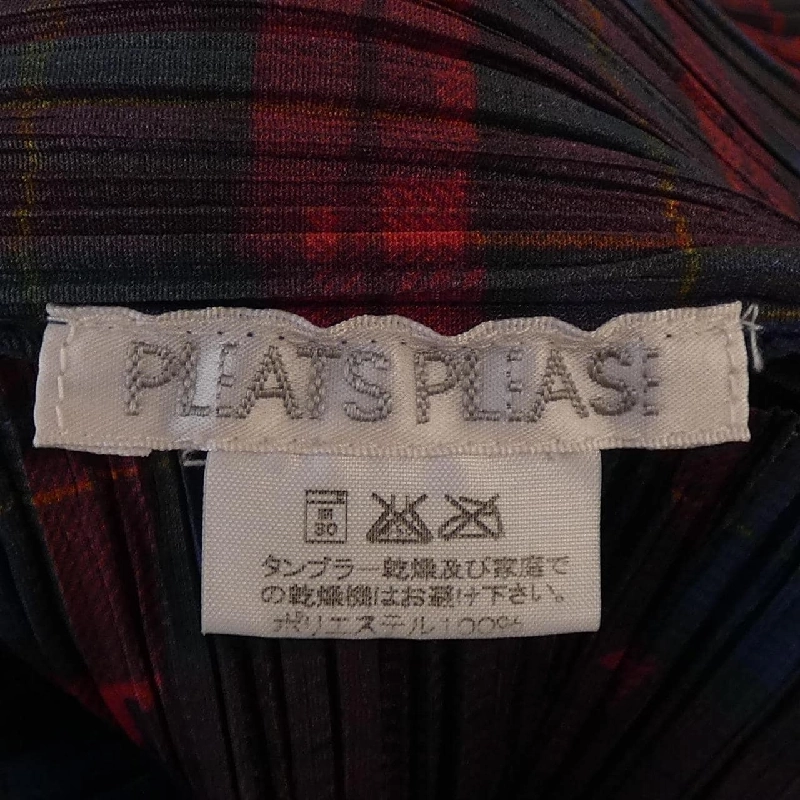 PLEATS PLEASE
弱
30
タンブラー乾燥及び家庭で
の乾燥機はお避け下さい。
ポリエステル100%